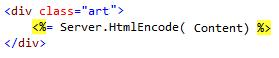 <div class="art">
<%= Server.HtmlEncode( Content) %>
</div>